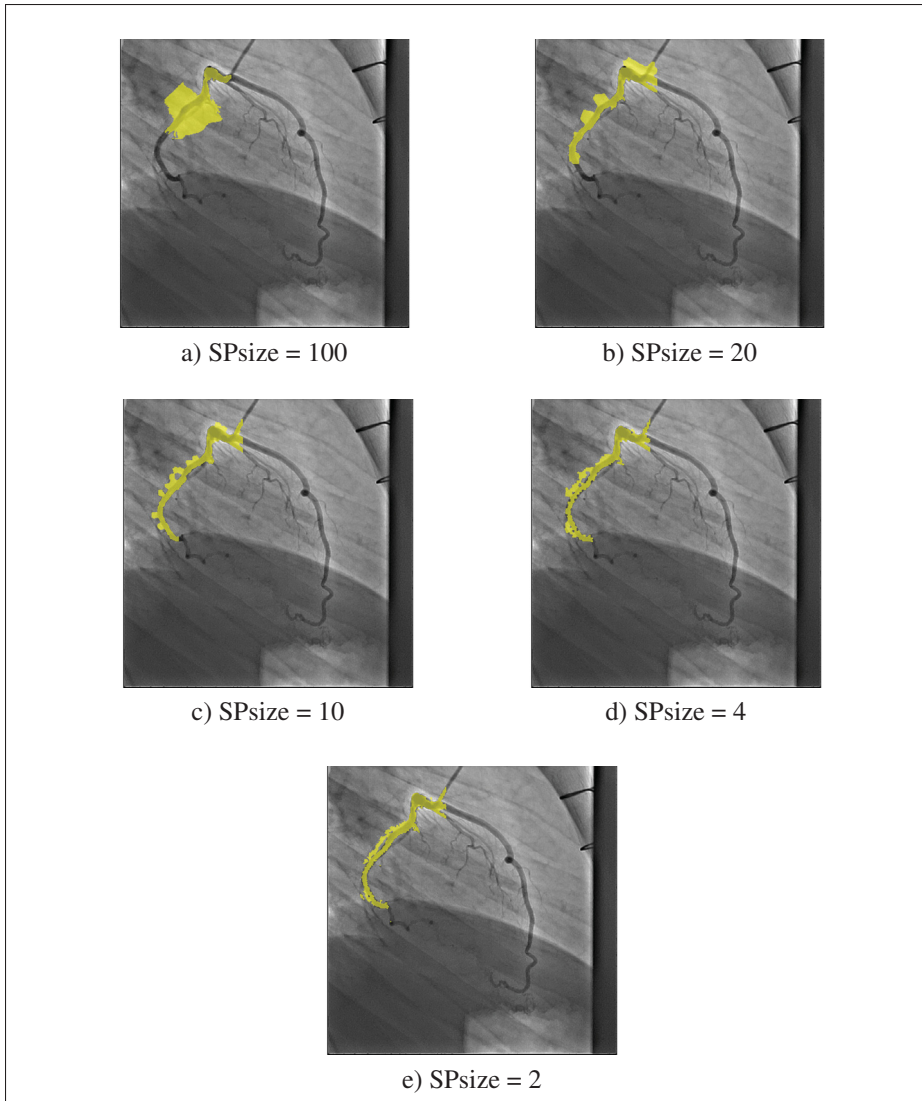 a) SPsize = 100
b) SPsize = 20
c) SPsize = 10
d) SPsize = 4
e) SPsize = 2